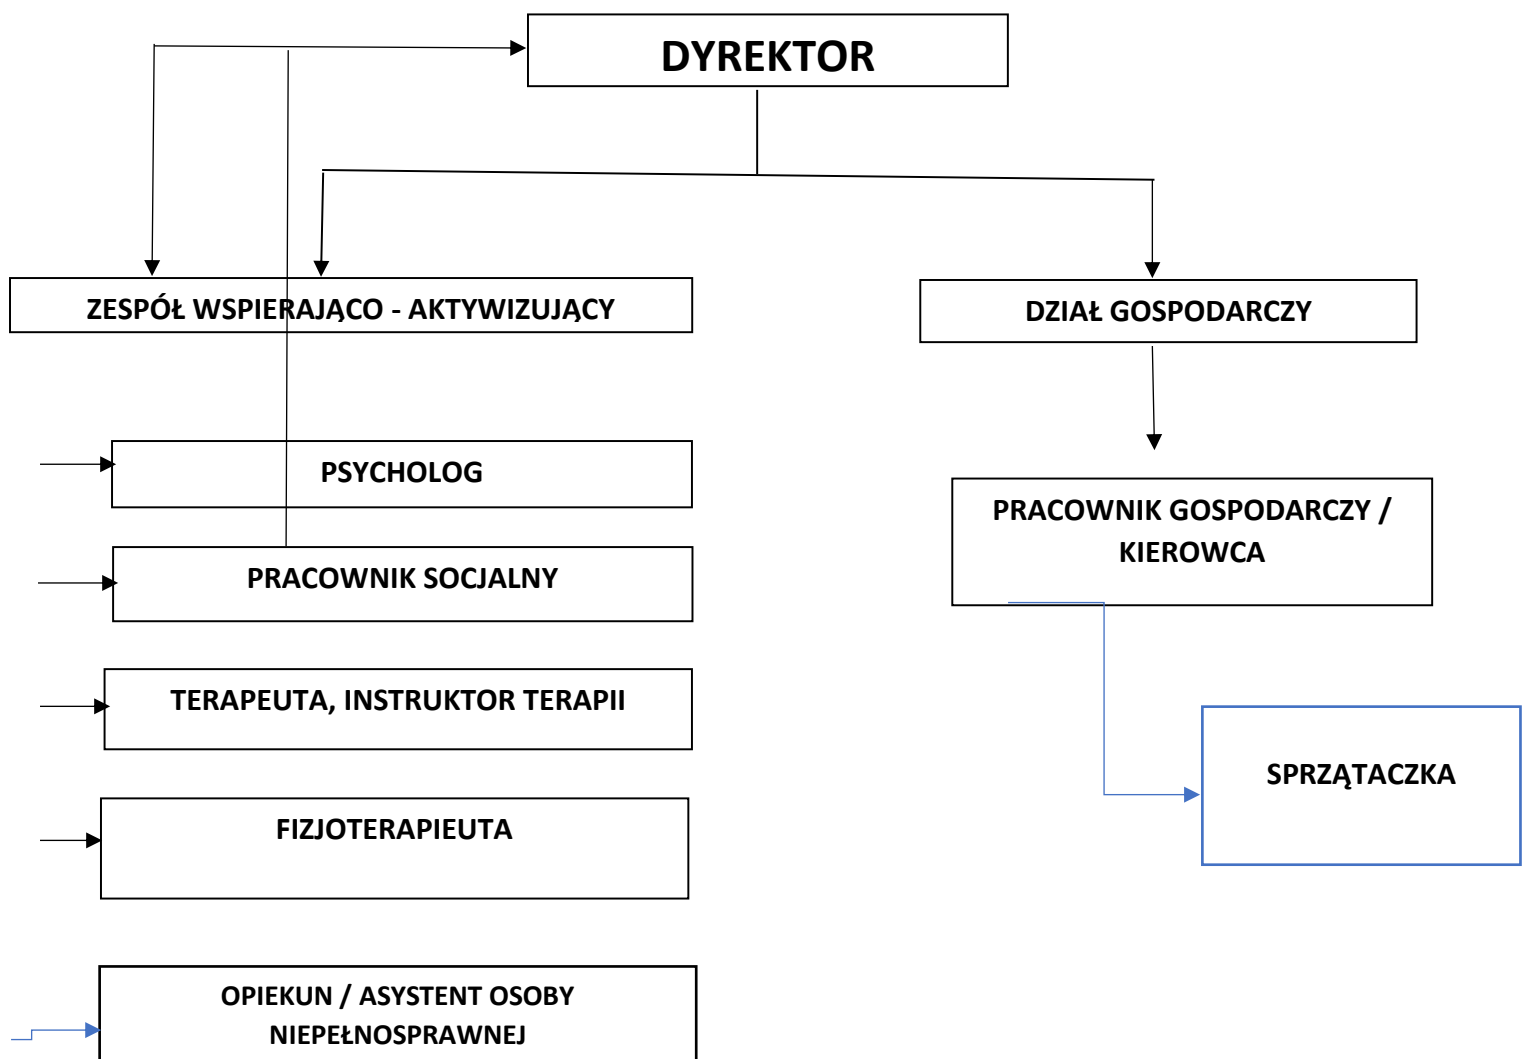 DYREKTOR
ZESPÓŁ WSPIERAJĄCO - AKTYWIZUJĄCY
DZIAŁ GOSPODARCZY
PSYCHOLOG
PRACOWNIK GOSPODARCZY /
KIEROWCA
PRACOWNIK SOCJALNY
TERAPEUTA, INSTRUKTOR TERAPII
SPRZĄTACZKA
FIZJOTERAPIEUTA
OPIEKUN / ASYSTENT OSOBY
NIEPEŁNOSPRAWNEJ